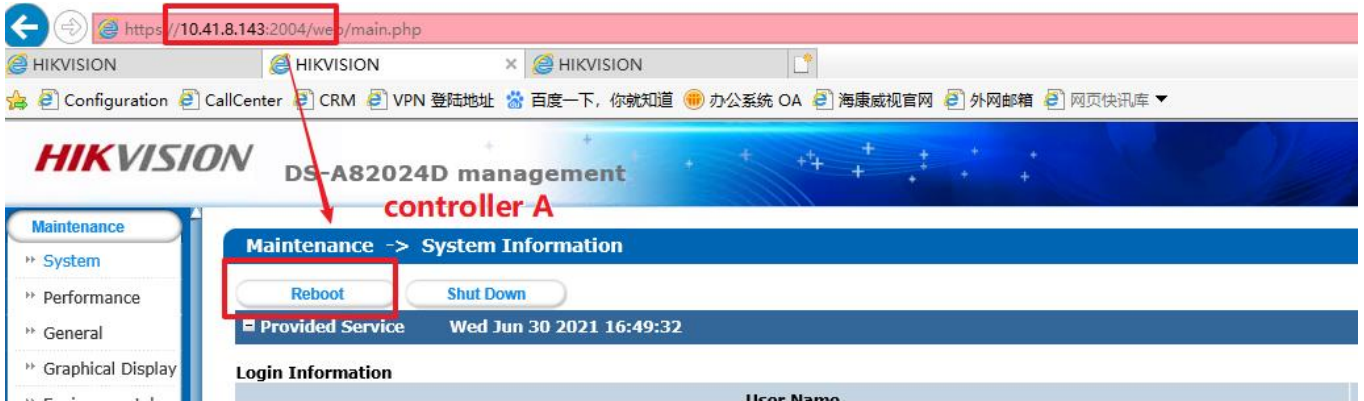 https://10.41.8.143:2004/web/main.php
HIKVISION HIKVISION × HIKVISION
Configuration CallCenter CRM VPN 登陆地址 百度一下，你就知道 办公系统 OA 海康威视官网 外网邮箱 网页快讯库
HIKVISION DS-A82024D management
controller A
Maintenance
Maintenance -> System Information
System
Reboot Shut Down
Performance
Provided Service Wed Jun 30 2021 16:49:32
General
Graphical Display
Login Information
User Name